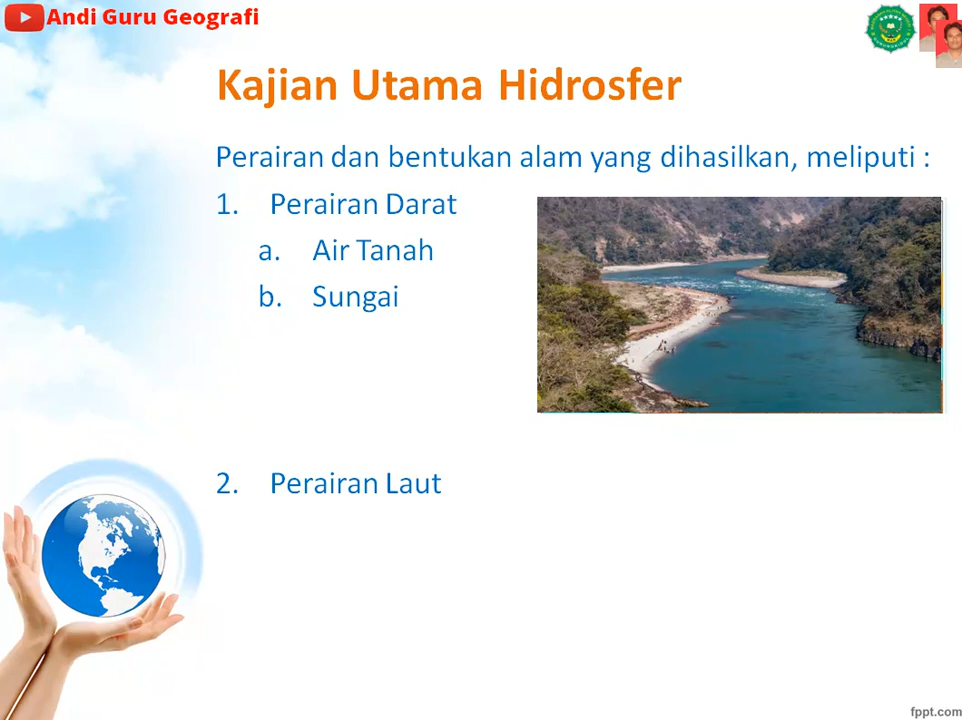 Andi Guru Geografi
Kajian Utama Hidrosfer
Perairan dan bentukan alam yang dihasilkan, meliputi :
1. Perairan Darat
a. Air Tanah
b. Sungai
2. Perairan Laut
fppt.com